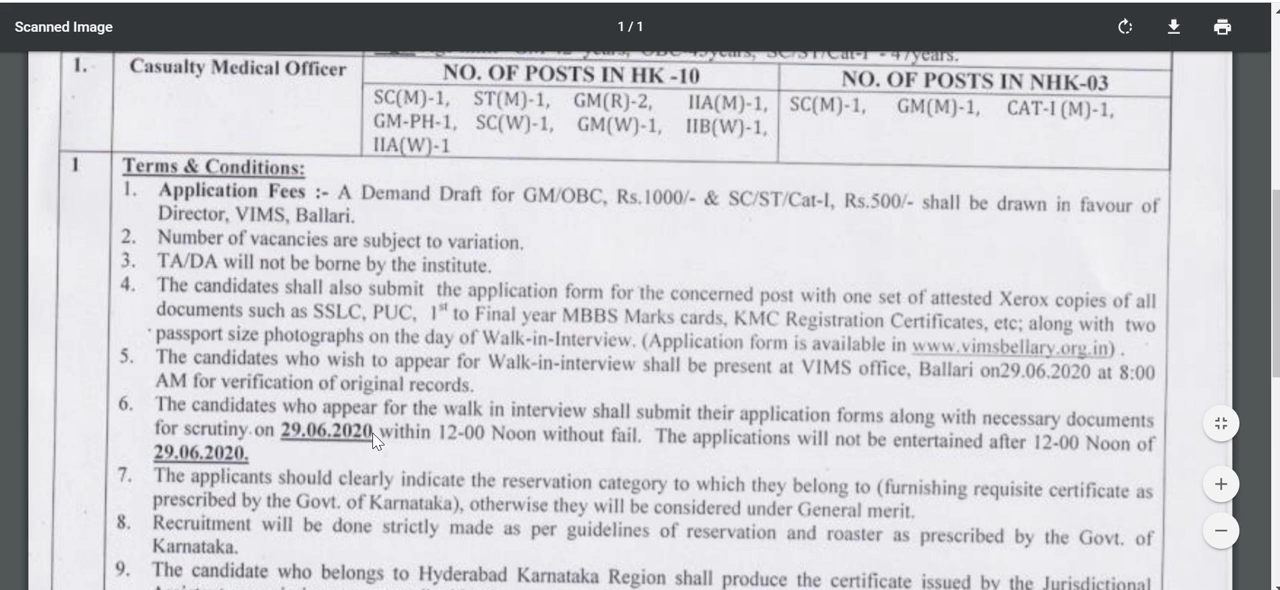 Scanned Image
1 / 1
years, SC/ST/Cat-I - 47years.
1. Casualty Medical Officer
NO. OF POSTS IN HK -10
NO. OF POSTS IN NHK-03
SC(M)-1, ST(M)-1, GM(R)-2, IIA(M)-1,
GM-PH-1, SC(W)-1, GM(W)-1, IIB(W)-1,
IIA(W)-1
SC(M)-1, GM(M)-1, CAT-I (M)-1,
1 Terms & Conditions:
1. Application Fees :- A Demand Draft for GM/OBC, Rs.1000/- & SC/ST/Cat-I, Rs.500/- shall be drawn in favour of
Director, VIMS, Ballari.
2. Number of vacancies are subject to variation.
3. TA/DA will not be borne by the institute.
4. The candidates shall also submit the application form for the concerned post with one set of attested Xerox copies of all
documents such as SSLC, PUC, 1st to Final year MBBS Marks cards, KMC Registration Certificates, etc; along with two
passport size photographs on the day of Walk-in-Interview. (Application form is available in www.vimsbellary.org.in) .
5. The candidates who wish to appear for Walk-in-interview shall be present at VIMS office, Ballari on29.06.2020 at 8:00
AM for verification of original records.
6. The candidates who appear for the walk in interview shall submit their application forms along with necessary documents
for scrutiny on 29.06.2020 within 12-00 Noon without fail. The applications will not be entertained after 12-00 Noon of
29.06.2020.
7. The applicants should clearly indicate the reservation category to which they belong to (furnishing requisite certificate as
prescribed by the Govt. of Karnataka), otherwise they will be considered under General merit.
8. Recruitment will be done strictly made as per guidelines of reservation and roaster as prescribed by the Govt. of
Karnataka.
9. The candidate who belongs to Hyderabad Karnataka Region shall produce the certificate issued by the Jurisdictional